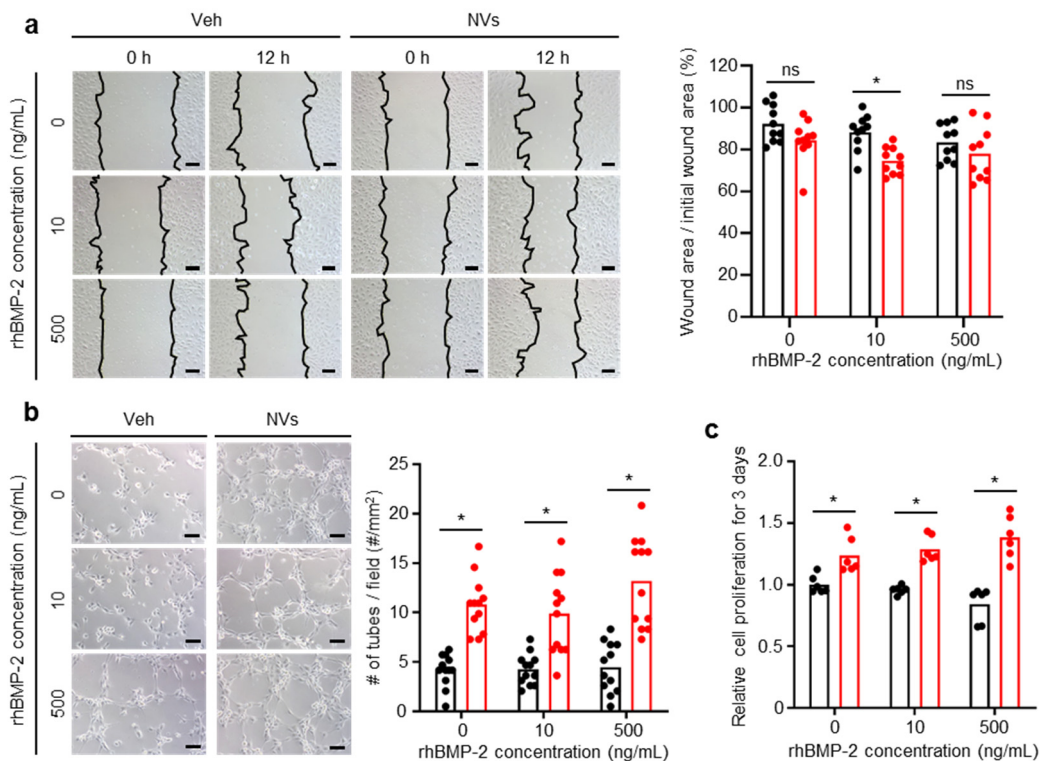 a
Veh
NVs
0 h
12 h
0 h
12 h
rhBMP-2 concentration (ng/mL)
0
10
500
Wound area / initial wound area (%)
120
100
80
60
40
20
0
ns
*
ns
0
10
500
rhBMP-2 concentration (ng/mL)
b
Veh
NVs
rhBMP-2 concentration (ng/mL)
0
10
500
# of tubes / field (#/mm²)
25
20
15
10
5
0
*
*
*
0
10
500
rhBMP-2 concentration (ng/mL)
c
Relative cell proliferation for 3 days
2.0
1.5
1.0
0.5
0.0
*
*
*
0
10
500
rhBMP-2 concentration (ng/mL)